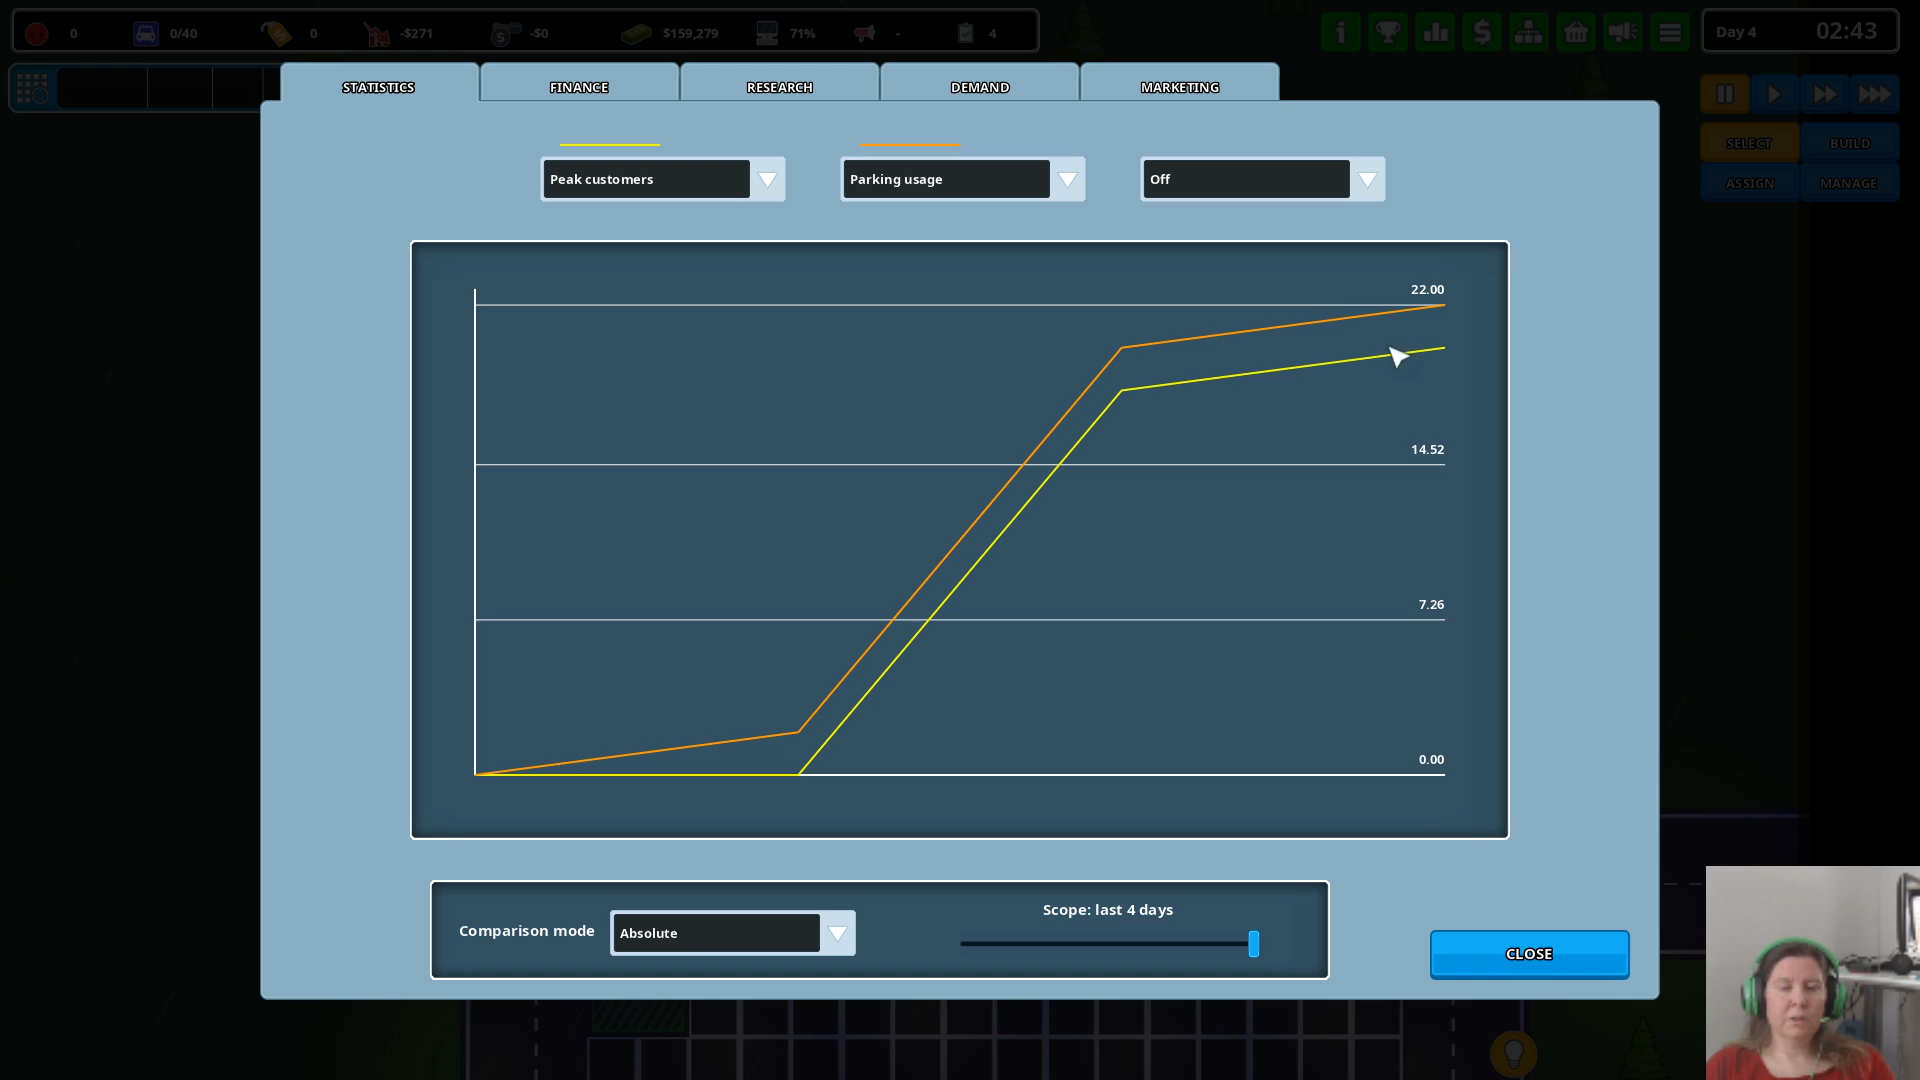 0 0/40 0 -$271 -$0 $159,279 71% - 4 Day 4 02:43
STATISTICS FINANCE RESEARCH DEMAND MARKETING
SELECT BUILD
ASSIGN MANAGE
Peak customers Parking usage Off
22.00
14.52
7.26
0.00
Scope: last 4 days
Comparison mode Absolute
CLOSE